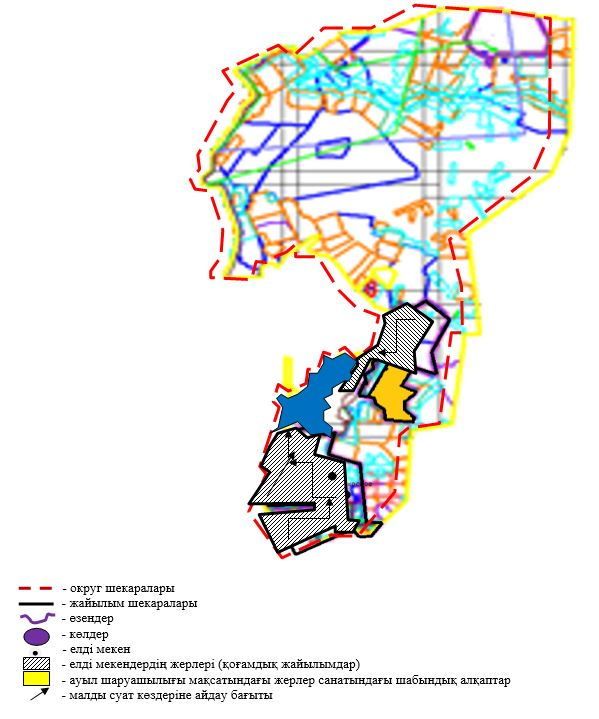 - округ шекаралары
- жайылым шекаралары
- өзендер
- көлдер
- елді мекен
- елді мекендердің жерлері (қоғамдық жайылымдар)
- ауыл шаруашылығы мақсатындағы жерлер санатындағы шабындық алқаптар
- малды суат көздеріне айдау бағыты